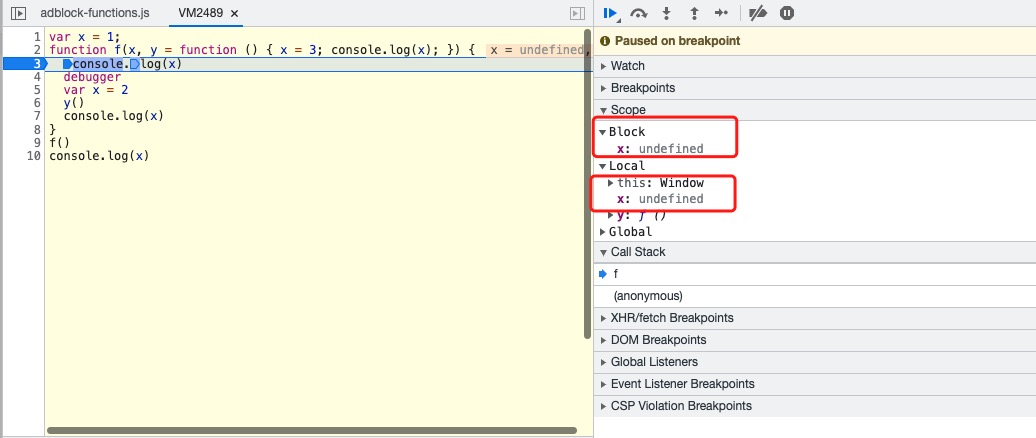 adblock-functions.js
VM2489 ×
1 var x = 1;
2 function f(x, y = function () { x = 3; console.log(x); }) { x = undefined,
3 console.log(x)
4 debugger
5 var x = 2
6 y()
7 console.log(x)
8 }
9 f()
10 console.log(x)
Paused on breakpoint
Watch
Breakpoints
Scope
Block
x: undefined
Local
this: Window
x: undefined
y: ƒ ()
Global
Call Stack
f
(anonymous)
XHR/fetch Breakpoints
DOM Breakpoints
Global Listeners
Event Listener Breakpoints
CSP Violation Breakpoints